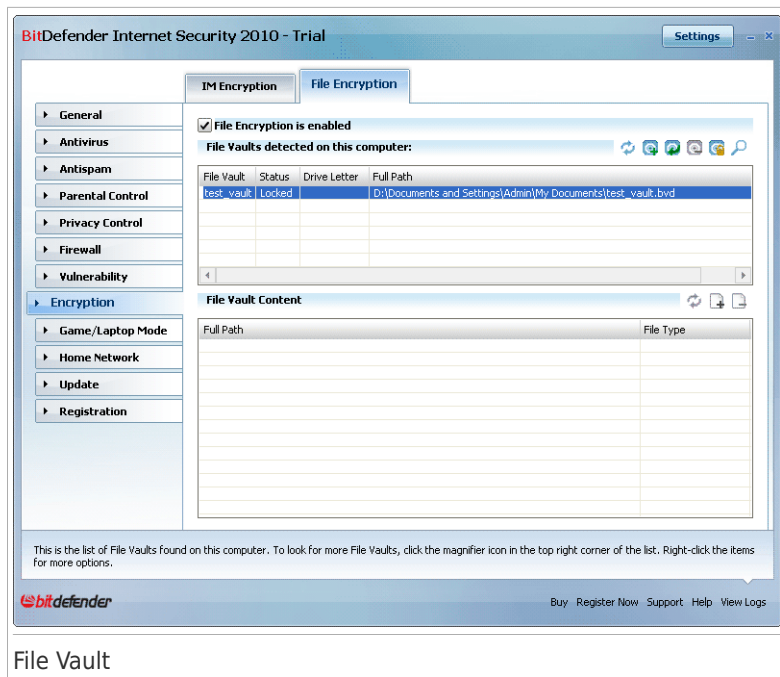 BitDefender Internet Security 2010 - Trial
Settings
IM Encryption
File Encryption
General
Antivirus
Antispam
Parental Control
Privacy Control
Firewall
Vulnerability
Encryption
Game/Laptop Mode
Home Network
Update
Registration
File Encryption is enabled
File Vaults detected on this computer:
File Vault Status Drive Letter Full Path
test_vault Locked D:\Documents and Settings\Admin\My Documents\test_vault.bvd
File Vault Content
Full Path File Type
This is the list of File Vaults found on this computer. To look for more File Vaults, click the magnifier icon in the top right corner of the list. Right-click the items
for more options.
bitdefender
Buy Register Now Support Help View Logs
File Vault